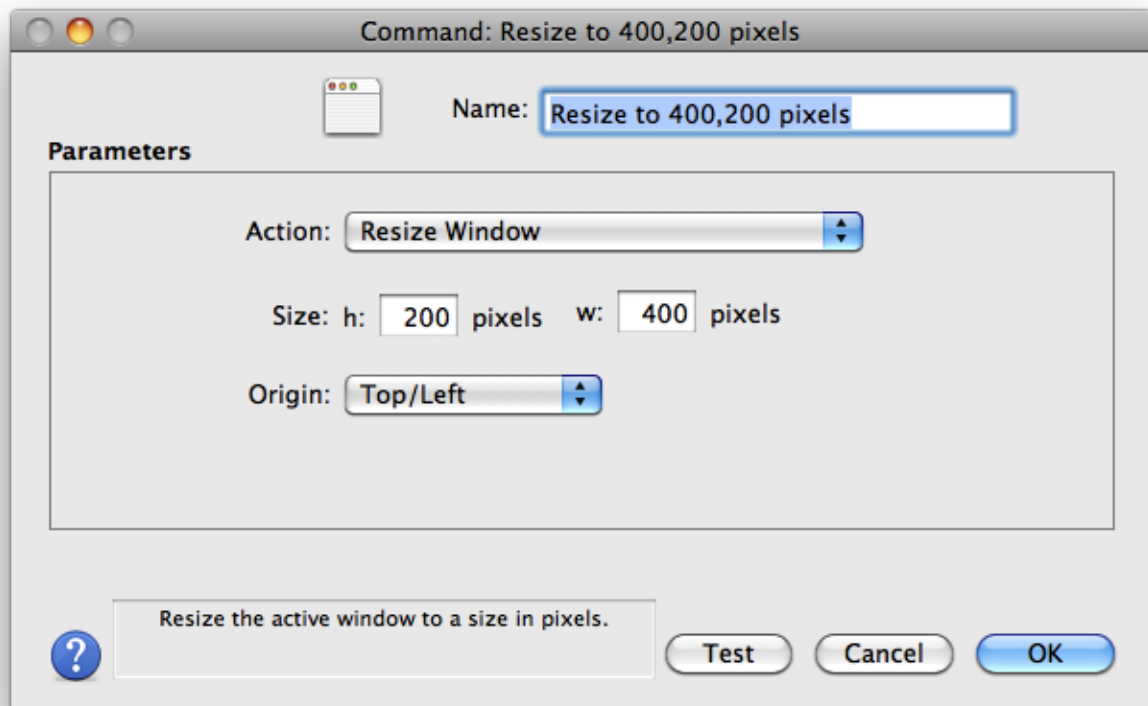 Command: Resize to 400,200 pixels
Name: Resize to 400,200 pixels
Parameters
Action: Resize Window
Size: h: 200 pixels w: 400 pixels
Origin: Top/Left
Resize the active window to a size in pixels.
? Test Cancel OK